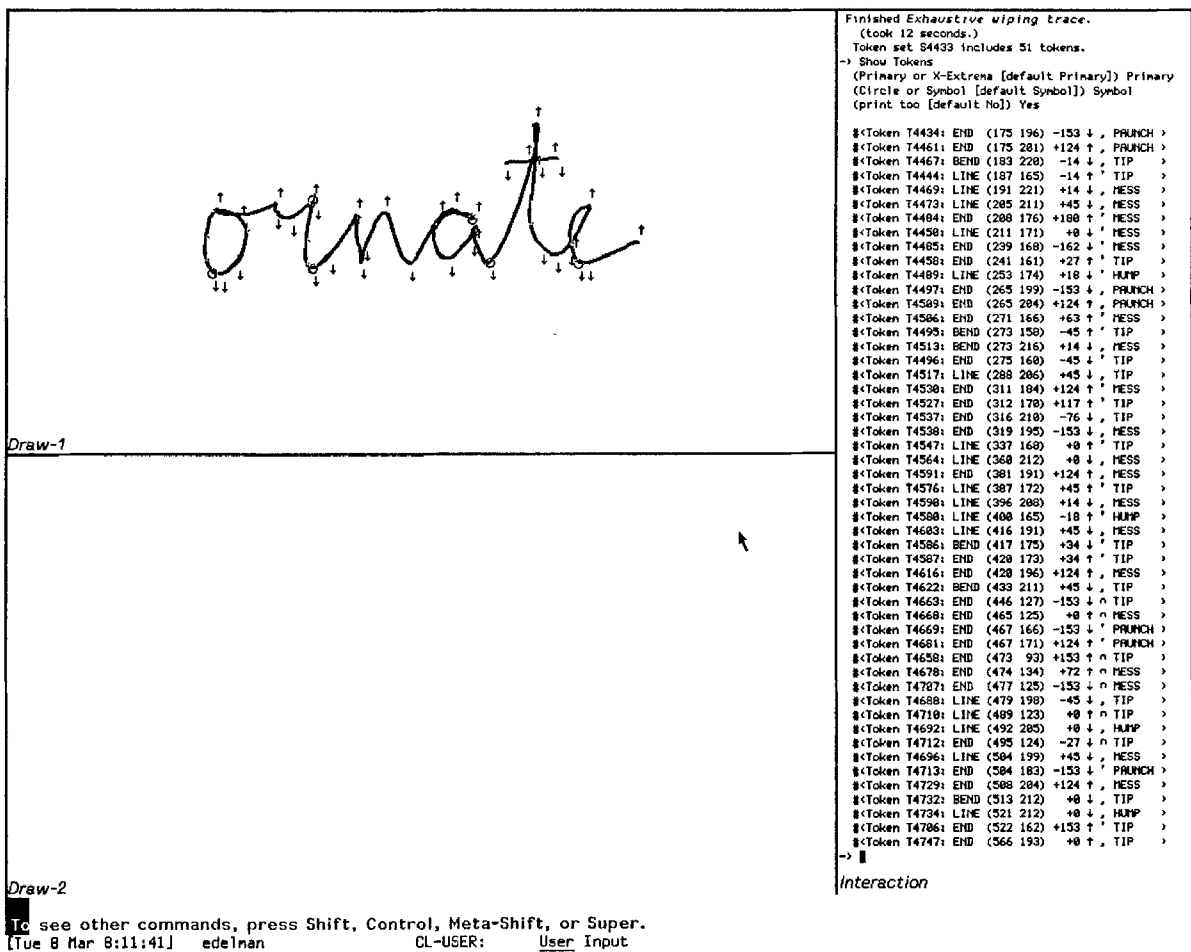 ornate
Draw-1
Draw-2
Finished Exhaustive wiping trace.
(took 12 seconds.)
Token set S4433 includes 51 tokens.
-> Show Tokens
(Primary or X-Extrema [default Primary]) Primary
(Circle or Symbol [default Symbol]) Symbol
(print too [default No]) Yes
#<Token T4434: END (175 196) -153 ↓ , PAUNCH >
#<Token T4461: END (175 201) +124 ↑ , PAUNCH >
#<Token T4467: BEND (183 220) -14 ↓ , TIP >
#<Token T4444: LINE (187 165) -14 ↑ ' TIP >
#<Token T4469: LINE (191 221) +14 ↓ , MESS >
#<Token T4473: LINE (205 211) +45 ↓ , MESS >
#<Token T4484: END (208 176) +180 ↑ ' MESS >
#<Token T4450: LINE (211 171) +0 ↑ ' MESS >
#<Token T4485: END (239 168) -162 ↓ ' MESS >
#<Token T4458: END (241 161) +27 ↑ ' TIP >
#<Token T4489: LINE (253 174) +18 ↓ ' HUMP >
#<Token T4497: END (265 199) -153 ↓ , PAUNCH >
#<Token T4509: END (265 204) +124 ↑ , PAUNCH >
#<Token T4506: END (271 166) +63 ↑ ' MESS >
#<Token T4495: BEND (273 158) -45 ↑ ' TIP >
#<Token T4513: BEND (273 216) +14 ↓ , MESS >
#<Token T4496: END (275 160) -45 ↓ ' TIP >
#<Token T4517: LINE (288 206) +45 ↓ , TIP >
#<Token T4530: END (311 184) +124 ↑ ' MESS >
#<Token T4527: END (312 170) +117 ↑ ' TIP >
#<Token T4537: END (316 210) -76 ↓ , TIP >
#<Token T4538: END (319 195) -153 ↓ , MESS >
#<Token T4547: LINE (337 168) +0 ↑ ' TIP >
#<Token T4564: LINE (360 212) +0 ↓ , MESS >
#<Token T4591: END (381 191) +124 ↑ , MESS >
#<Token T4576: LINE (387 172) +45 ↑ ' TIP >
#<Token T4598: LINE (396 208) +14 ↓ , MESS >
#<Token T4580: LINE (400 165) -18 ↑ ' HUMP >
#<Token T4603: LINE (416 191) +45 ↓ , MESS >
#<Token T4586: BEND (417 175) +34 ↓ ' TIP >
#<Token T4587: END (420 173) +34 ↑ ' TIP >
#<Token T4616: END (420 196) +124 ↑ , MESS >
#<Token T4622: BEND (433 211) +45 ↓ , TIP >
#<Token T4663: END (446 127) -153 ↓ ∩ TIP >
#<Token T4668: END (465 125) +0 ↑ ∩ MESS >
#<Token T4669: END (467 166) -153 ↓ ' PAUNCH >
#<Token T4681: END (467 171) +124 ↑ ' PAUNCH >
#<Token T4658: END (473 93) +153 ↑ ∩ TIP >
#<Token T4678: END (474 134) +72 ↑ ∩ MESS >
#<Token T4707: END (477 125) -153 ↓ ∩ MESS >
#<Token T4688: LINE (479 198) -45 ↓ , TIP >
#<Token T4710: LINE (489 123) +0 ↑ ∩ TIP >
#<Token T4692: LINE (492 205) +0 ↓ , HUMP >
#<Token T4712: END (495 124) -27 ↓ ∩ TIP >
#<Token T4696: LINE (504 199) +45 ↓ , MESS >
#<Token T4713: END (504 183) -153 ↓ ' PAUNCH >
#<Token T4729: END (508 204) +124 ↑ , MESS >
#<Token T4732: BEND (513 212) +0 ↓ , TIP >
#<Token T4734: LINE (521 212) +0 ↓ , HUMP >
#<Token T4706: END (522 162) +153 ↑ ' TIP >
#<Token T4747: END (566 193) +0 ↑ , TIP >
->
Interaction
To see other commands, press Shift, Control, Meta-Shift, or Super.
[Tue 8 Mar 8:11:41] edelman CL-USER: User Input